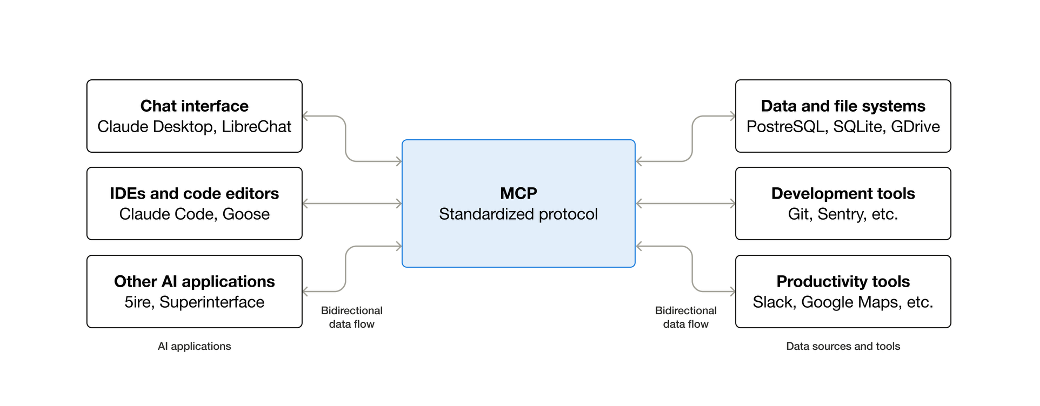 Chat interface
Claude Desktop, LibreChat
IDEs and code editors
Claude Code, Goose
Other AI applications
5ire, Superinterface
AI applications
Bidirectional
data flow
MCP
Standardized protocol
Bidirectional
data flow
Data and file systems
PostreSQL, SQLite, GDrive
Development tools
Git, Sentry, etc.
Productivity tools
Slack, Google Maps, etc.
Data sources and tools